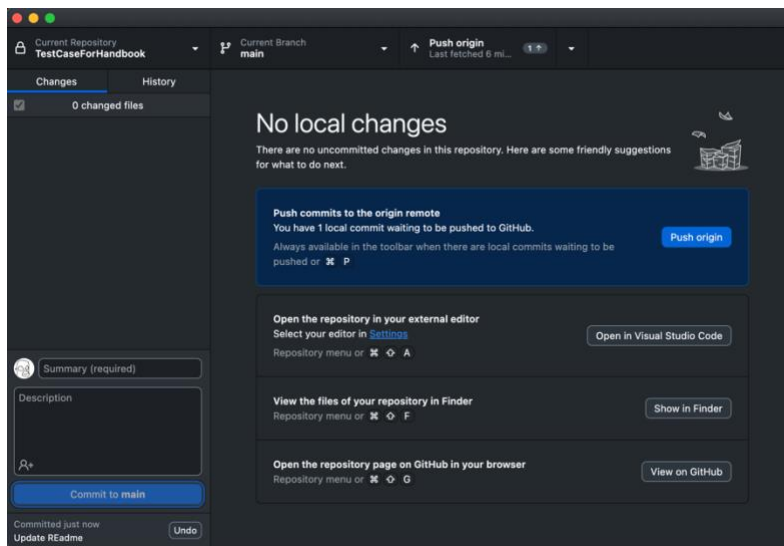 Current Repository
TestCaseForHandbook
Current Branch
main
Push origin
Last fetched 6 mi...
1↑
Changes
History
0 changed files
No local changes
There are no uncommitted changes in this repository. Here are some friendly suggestions
for what to do next.
Push commits to the origin remote
You have 1 local commit waiting to be pushed to GitHub.
Always available in the toolbar when there are local commits waiting to be
pushed or ⌘ P
Push origin
Open the repository in your external editor
Select your editor in Settings
Repository menu or ⌘ ⇧ A
Open in Visual Studio Code
View the files of your repository in Finder
Repository menu or ⌘ ⇧ F
Show in Finder
Open the repository page on GitHub in your browser
Repository menu or ⌘ ⇧ G
View on GitHub
Summary (required)
Description
Commit to main
Committed just now
Update REadme
Undo